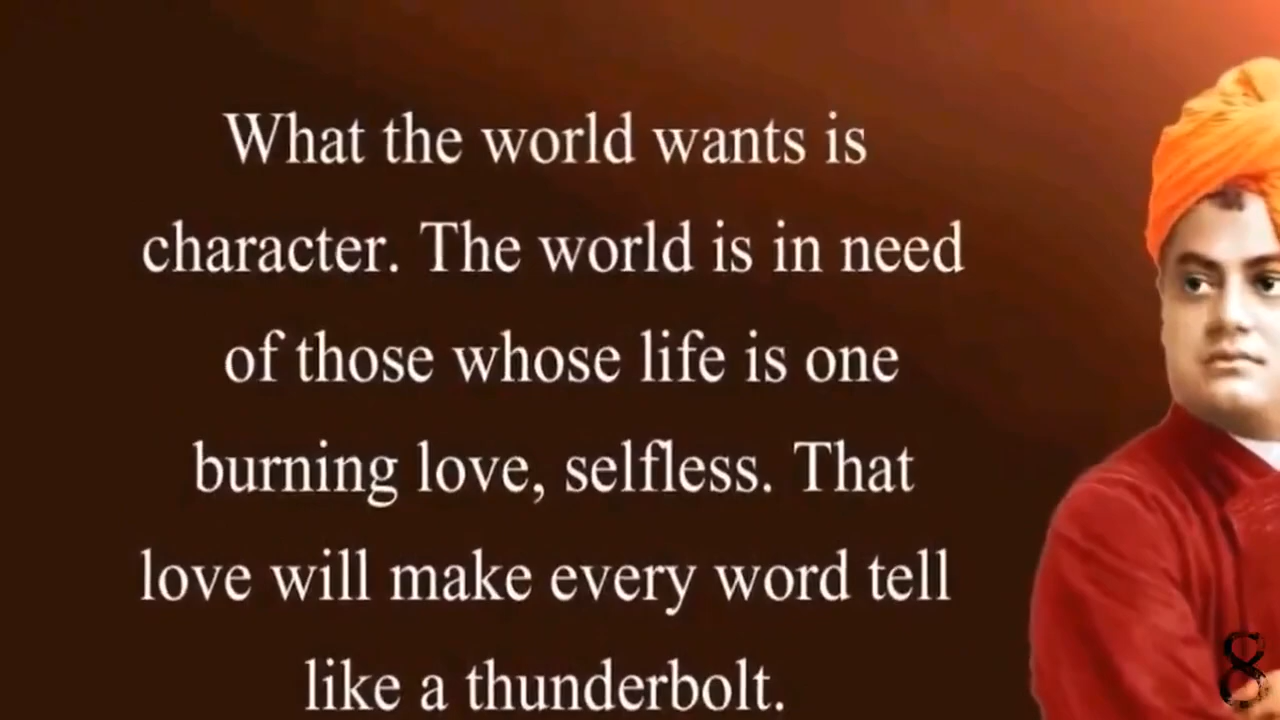 What the world wants is
character. The world is in need
of those whose life is one
burning love, selfless. That
love will make every word tell
like a thunderbolt.
8